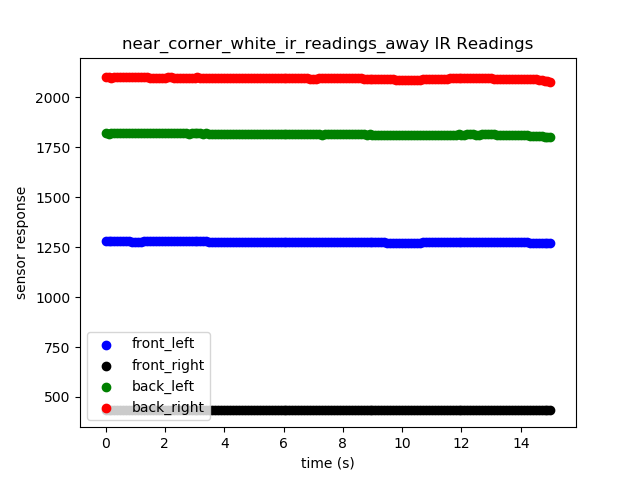 near_corner_white_ir_readings_away IR Readings
sensor response
2000
1750
1500
1250
1000
750
500
front_left
front_right
back_left
back_right
0 2 4 6 8 10 12 14
time (s)